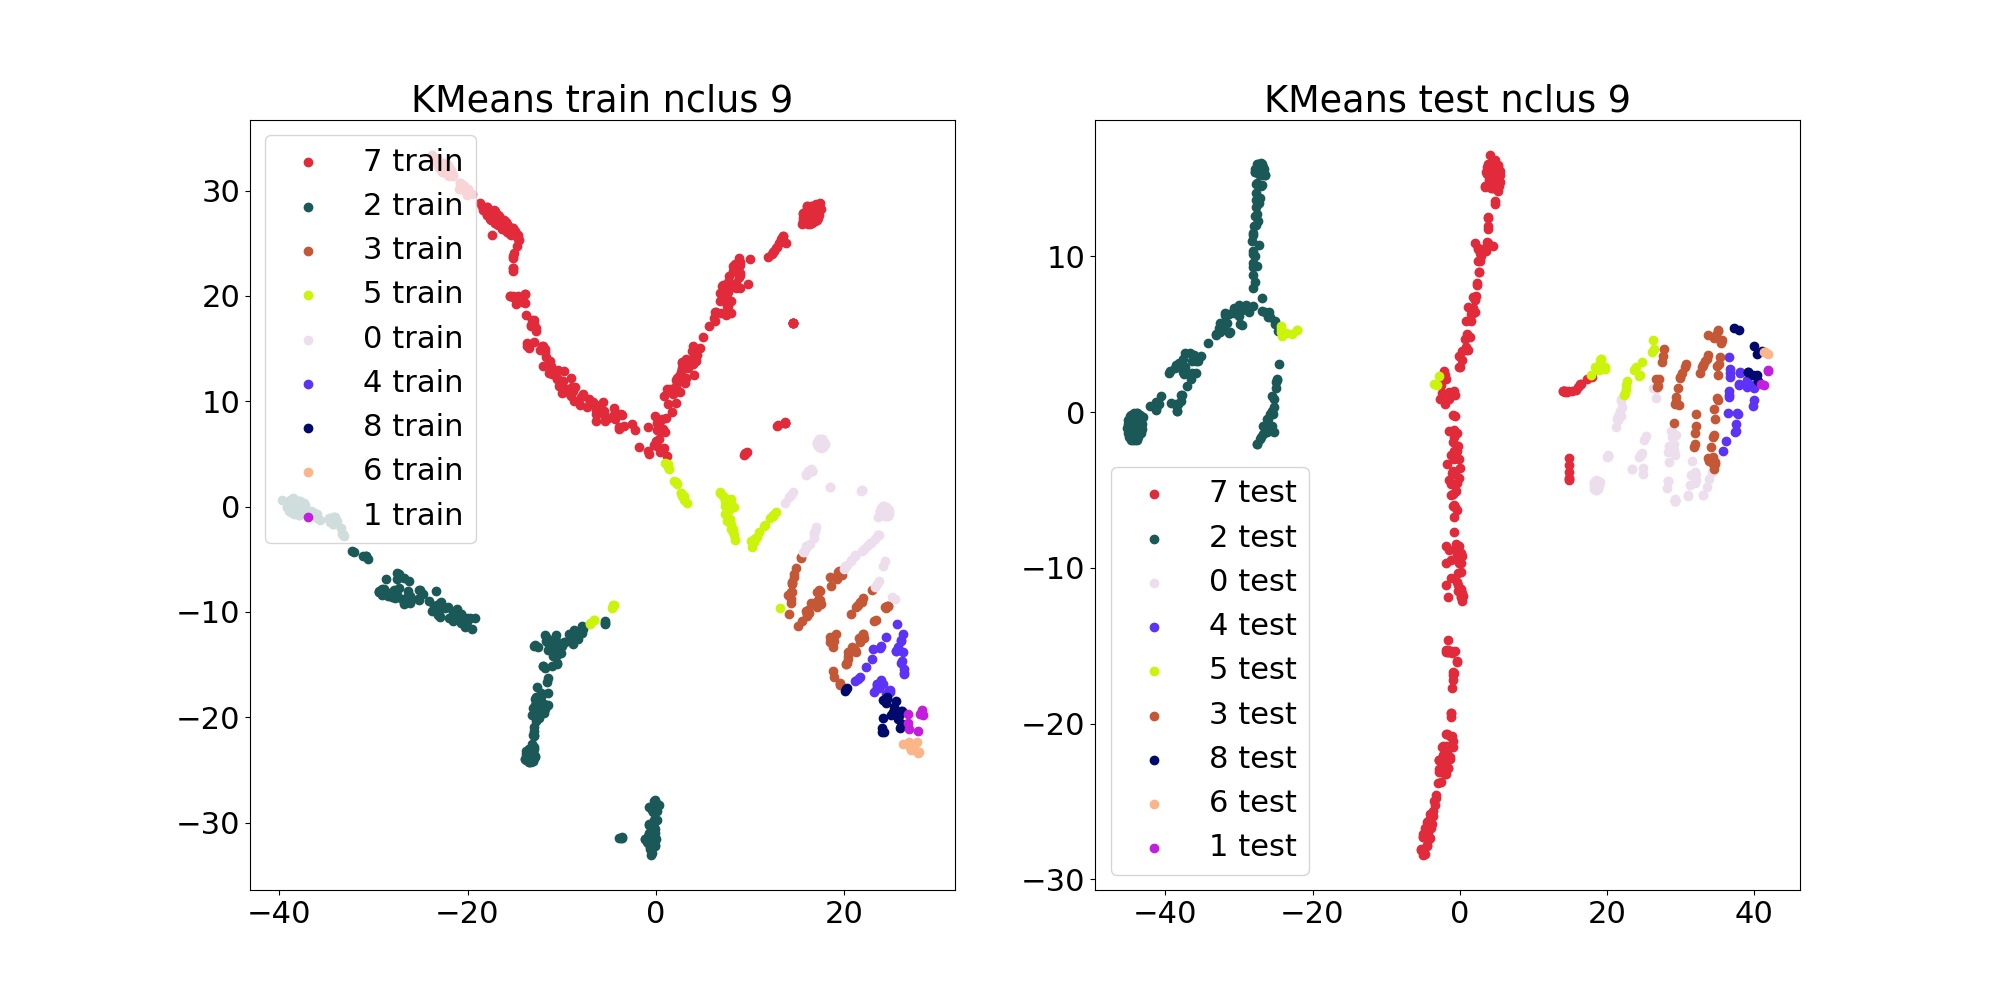 KMeans train nclus 9
7 train
2 train
3 train
5 train
0 train
4 train
8 train
6 train
1 train
30
20
10
0
−10
−20
−30
−40
−20
0
20
KMeans test nclus 9
10
0
−10
−20
−30
7 test
2 test
0 test
4 test
5 test
3 test
8 test
6 test
1 test
−40
−20
0
20
40